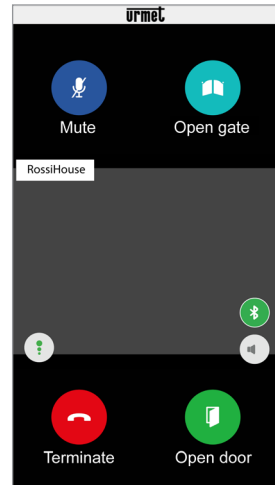 urmet
Mute
Open gate
RossiHouse
Terminate
Open door